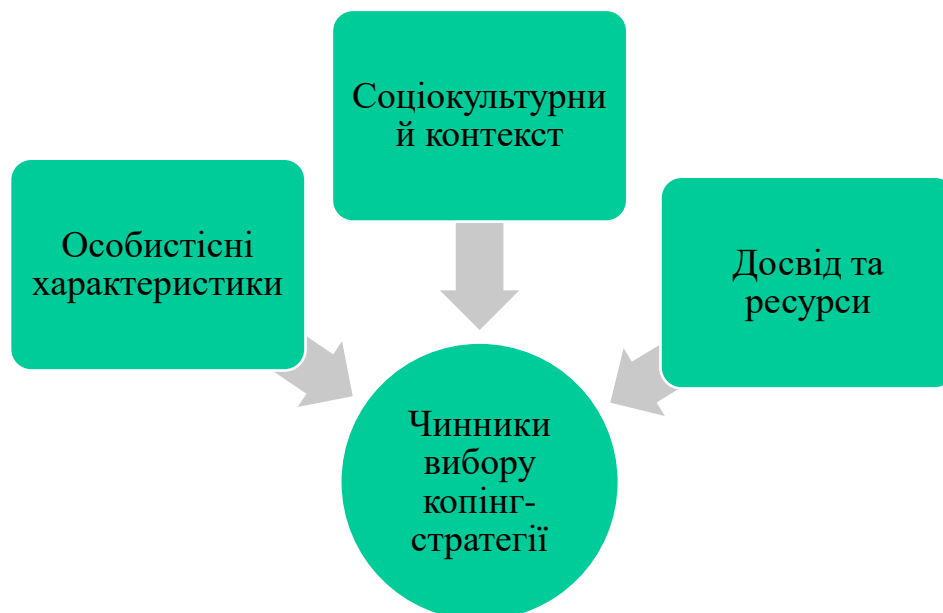 Соціокультурни
й контекст
Особистісні
характеристики
Досвід та
ресурси
Чинники
вибору
копінг-
стратегії